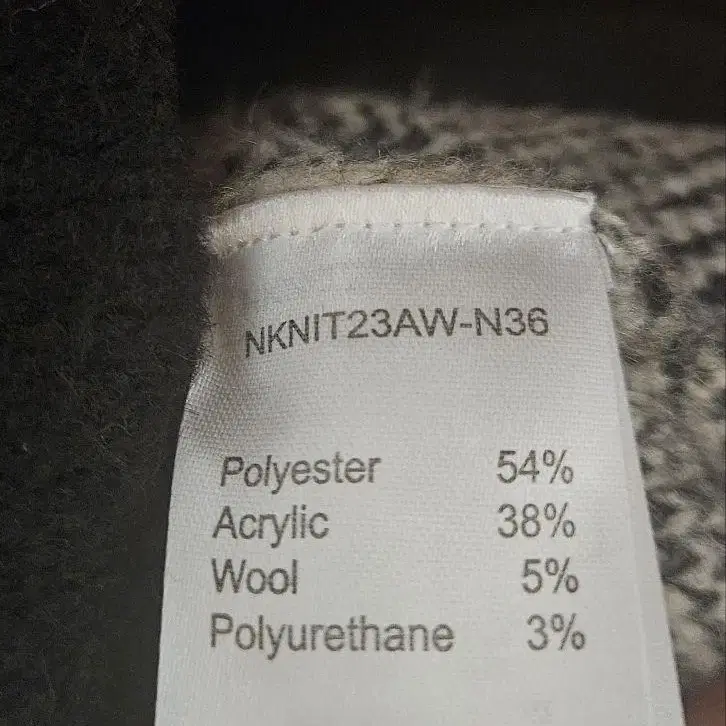 NKNIT23AW-N36
Polyester 54%
Acrylic 38%
Wool 5%
Polyurethane 3%